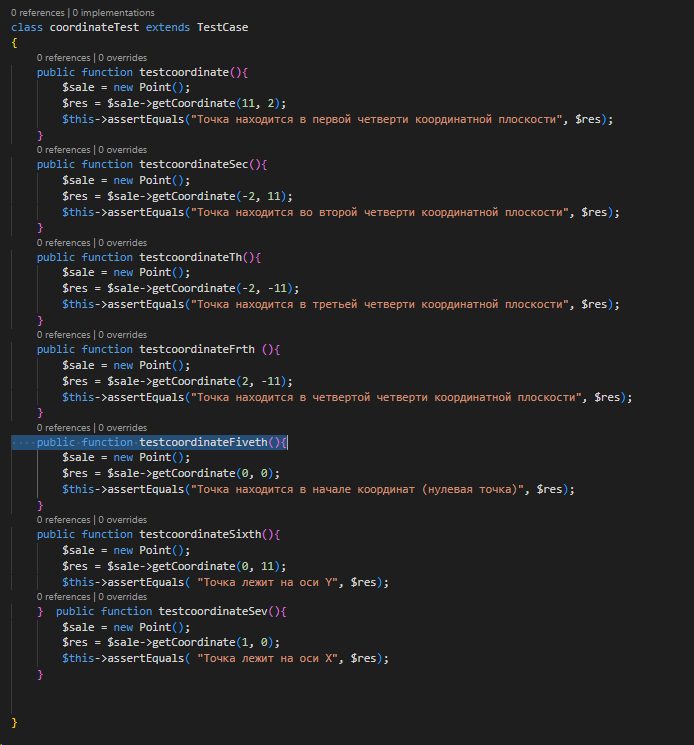 0 references | 0 implementations
class coordinateTest extends TestCase
{
0 references | 0 overrides
public function testcoordinate(){
$sale = new Point();
$res = $sale->getCoordinate(11, 2);
$this->assertEquals("Точка находится в первой четверти координатной плоскости", $res);
}
0 references | 0 overrides
public function testcoordinateSec(){
$sale = new Point();
$res = $sale->getCoordinate(-2, 11);
$this->assertEquals("Точка находится во второй четверти координатной плоскости", $res);
}
0 references | 0 overrides
public function testcoordinateTh(){
$sale = new Point();
$res = $sale->getCoordinate(-2, -11);
$this->assertEquals("Точка находится в третьей четверти координатной плоскости", $res);
}
0 references | 0 overrides
public function testcoordinateFrth (){
$sale = new Point();
$res = $sale->getCoordinate(2, -11);
$this->assertEquals("Точка находится в четвертой четверти координатной плоскости", $res);
}
0 references | 0 overrides
public function testcoordinateFiveth(){
$sale = new Point();
$res = $sale->getCoordinate(0, 0);
$this->assertEquals("Точка находится в начале координат (нулевая точка)", $res);
}
0 references | 0 overrides
public function testcoordinateSixth(){
$sale = new Point();
$res = $sale->getCoordinate(0, 11);
$this->assertEquals( "Точка лежит на оси Y", $res);
0 references | 0 overrides
} public function testcoordinateSev(){
$sale = new Point();
$res = $sale->getCoordinate(1, 0);
$this->assertEquals( "Точка лежит на оси X", $res);
}
}